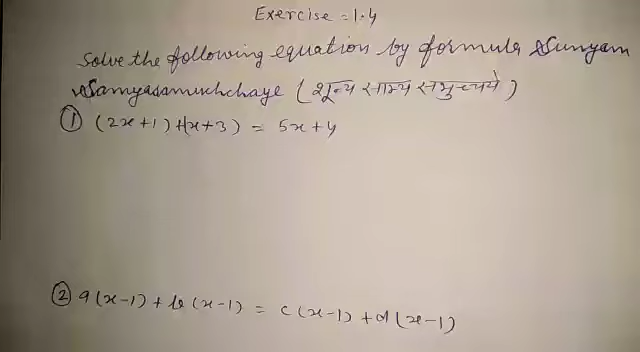 Exercise = 1.4
Solve the following equation by formula Sunyam
Samyasamuchchaye (शून्य साम्य समुच्चये)
① (2x+1)+(x+3) = 5x+4
② a(x-1)+b(x-1) = c(x-1)+d(x-1)